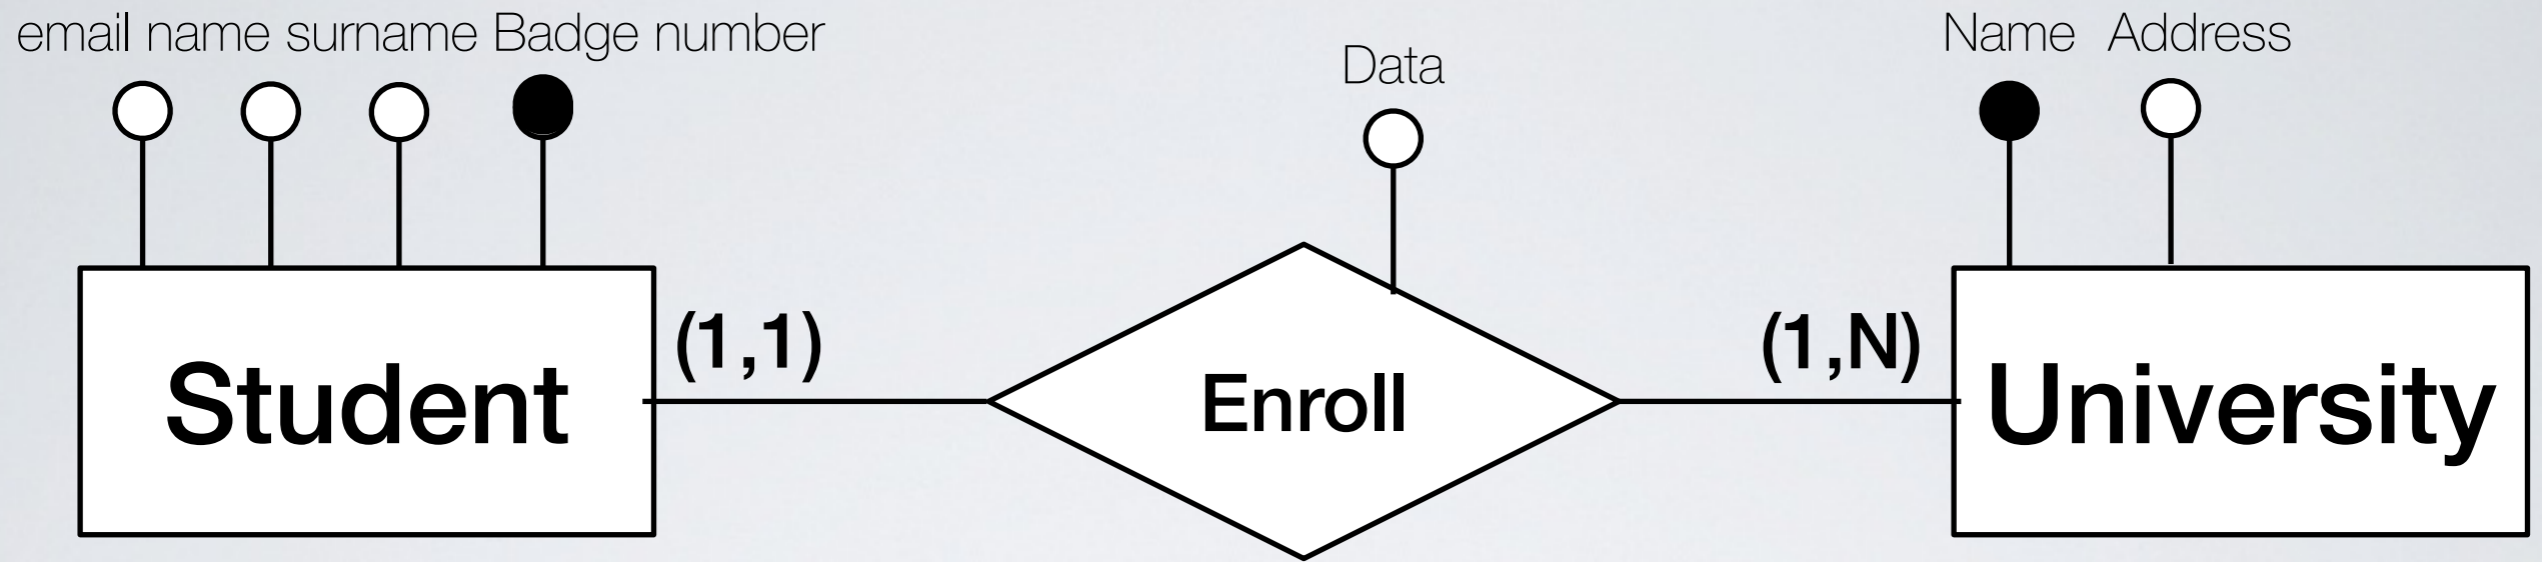 email name surname Badge number
Data
Name Address
(1,1)
(1,N)
Student
Enroll
University